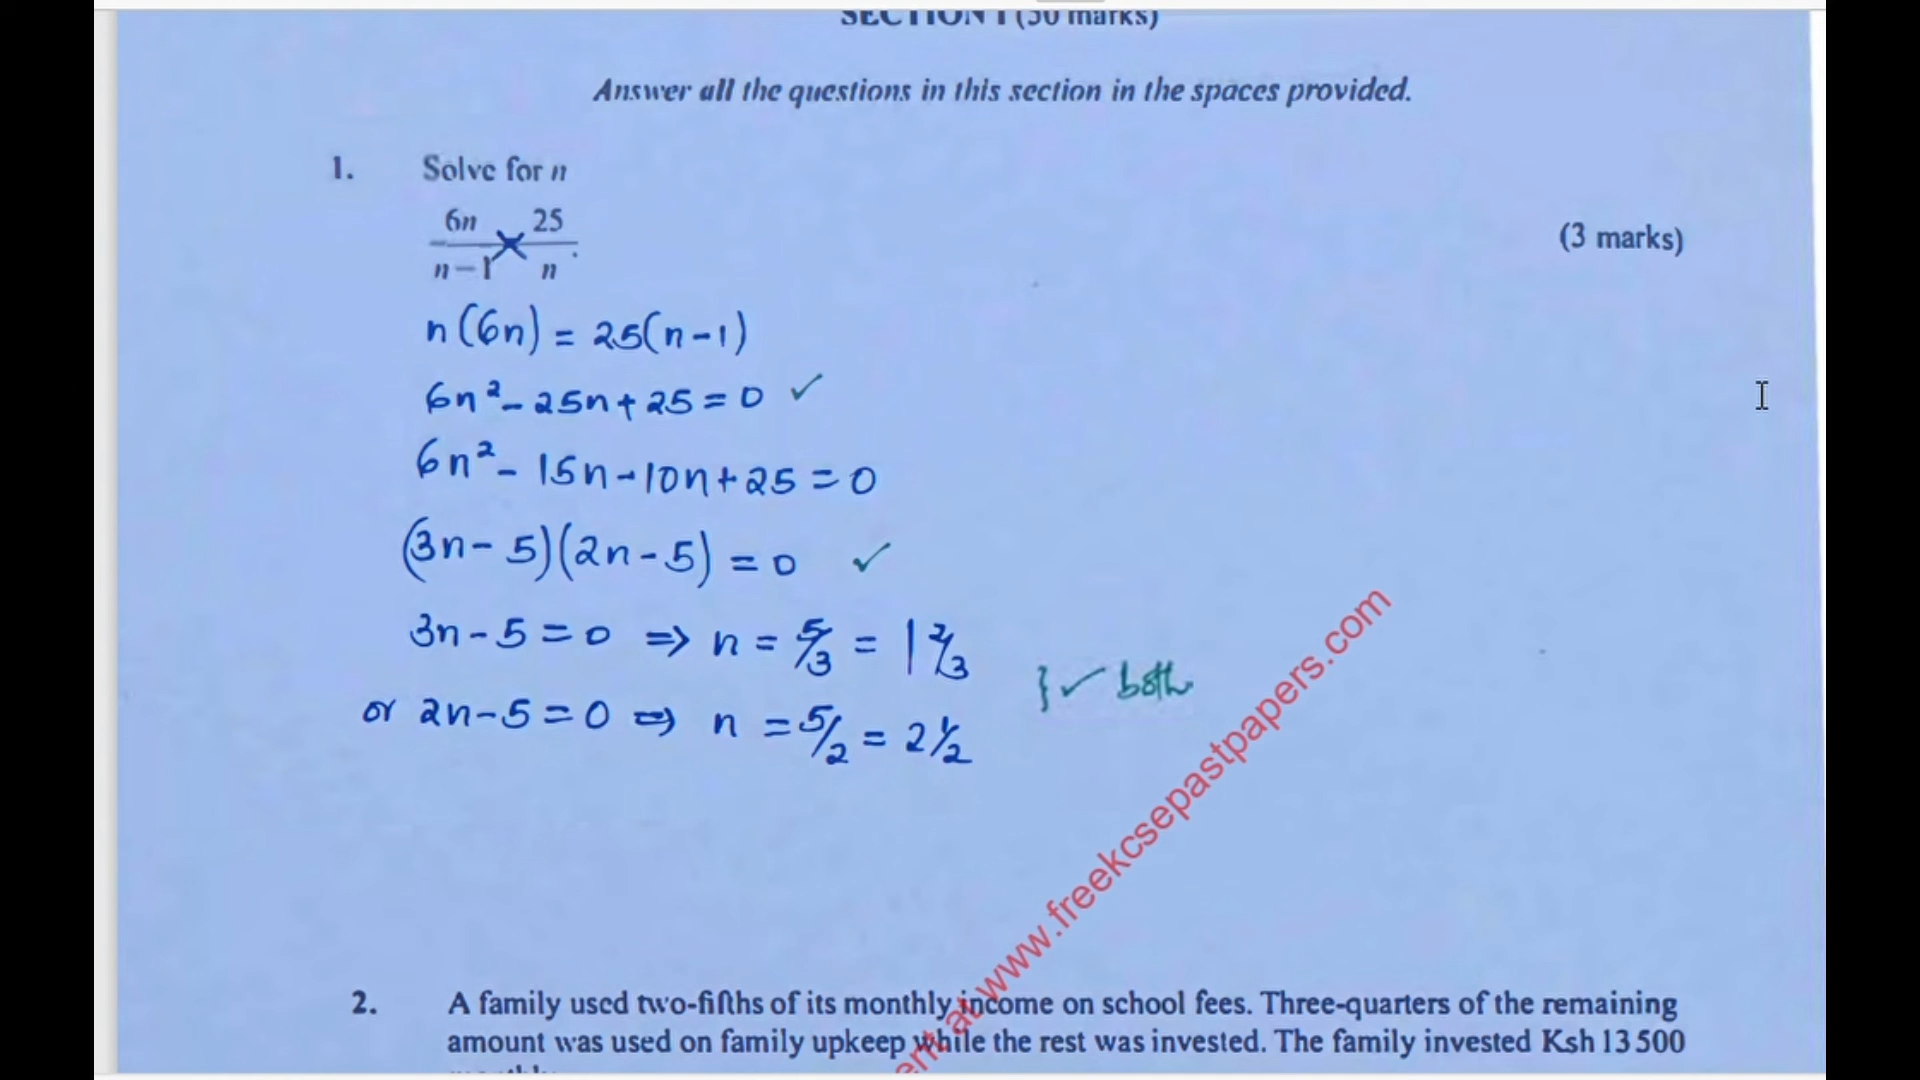 SECTION I (50 marks)
Answer all the questions in this section in the spaces provided.
1. Solve for n
6n/(n – 1) = 25/n. (3 marks)
n(6n) = 25(n-1)
6n² - 25n + 25 = 0 ✓
6n² - 15n - 10n + 25 = 0
(3n - 5)(2n - 5) = 0 ✓
3n - 5 = 0 ⇒ n = 5/3 = 1 2/3
} ✓ both
or 2n - 5 = 0 ⇒ n = 5/2 = 2 1/2
at www.freekcsepastpapers.com
2. A family used two-fifths of its monthly income on school fees. Three-quarters of the remaining
amount was used on family upkeep while the rest was invested. The family invested Ksh 13 500